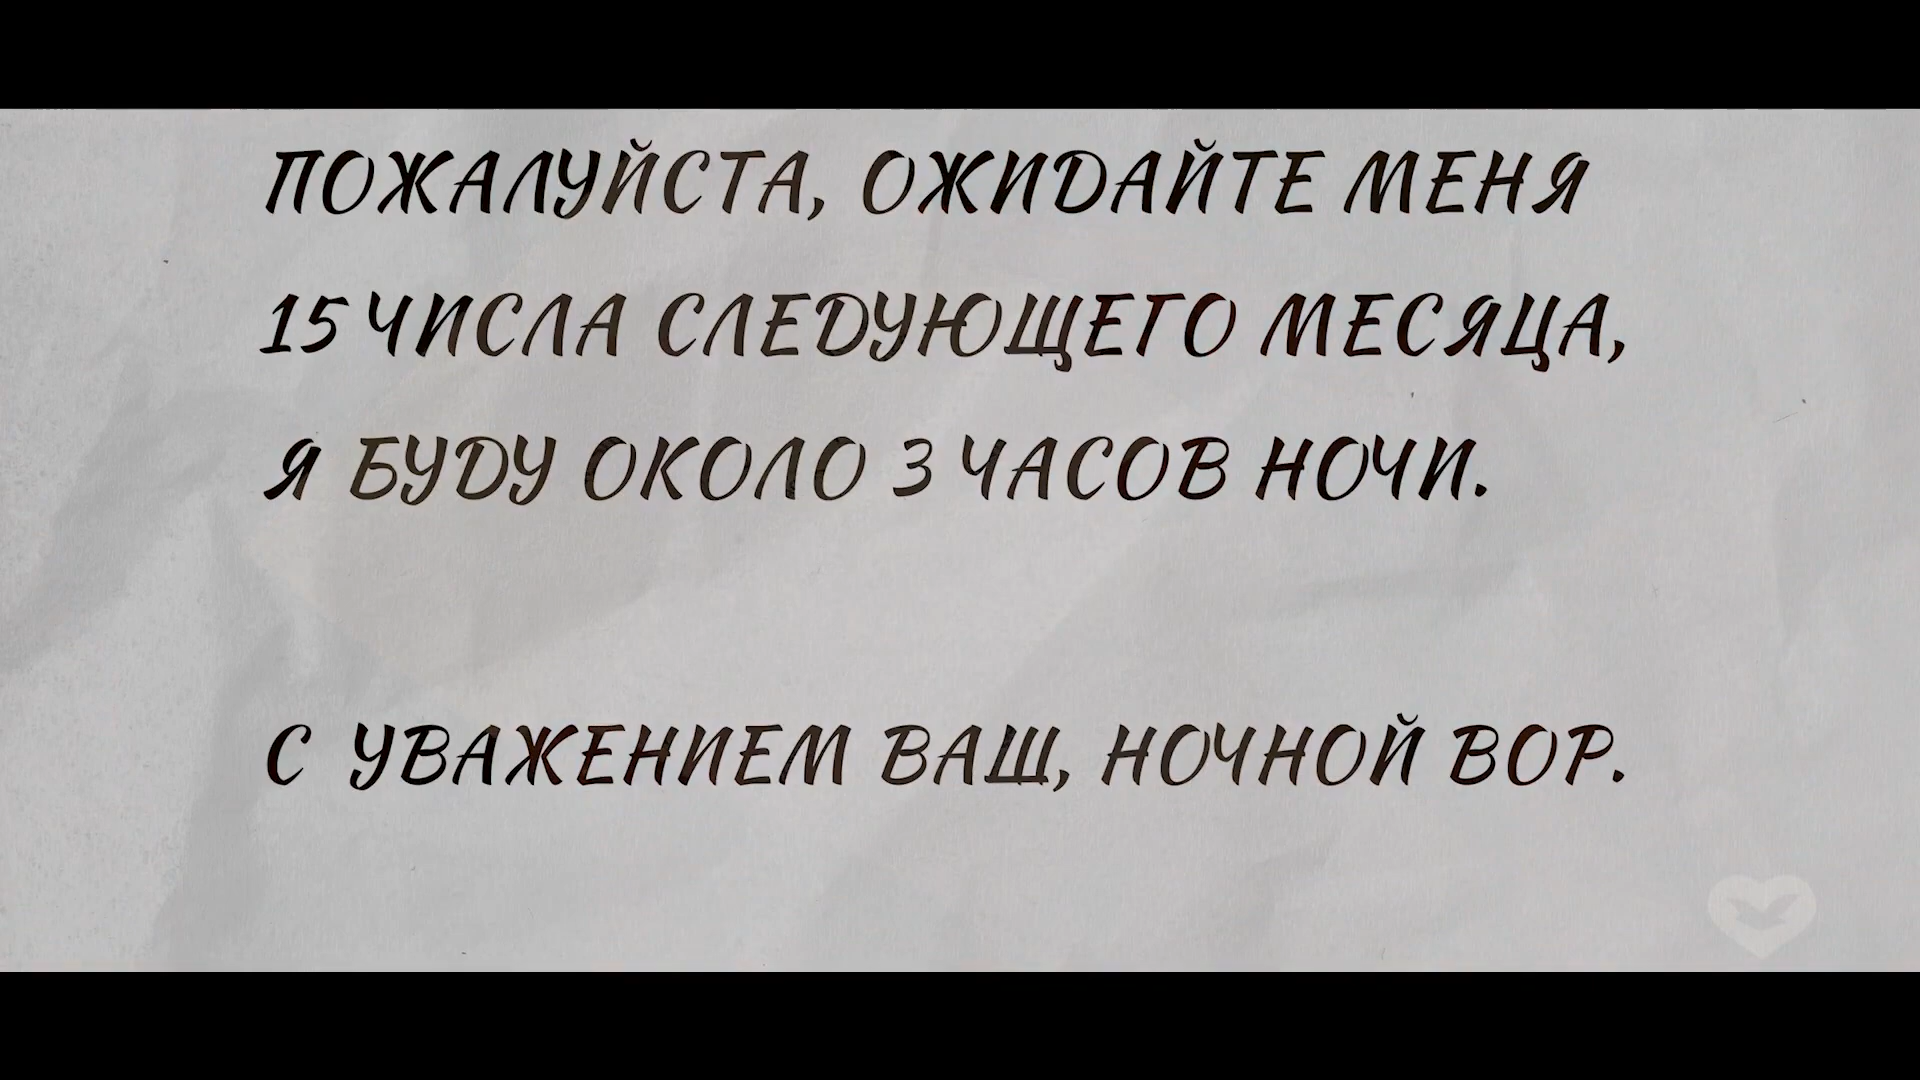 ПОЖАЛУЙСТА, ОЖИДАЙТЕ МЕНЯ
15 ЧИСЛА СЛЕДУЮЩЕГО МЕСЯЦА,
Я БУДУ ОКОЛО 3 ЧАСОВ НОЧИ.
С УВАЖЕНИЕМ ВАШ, НОЧНОЙ ВОР.